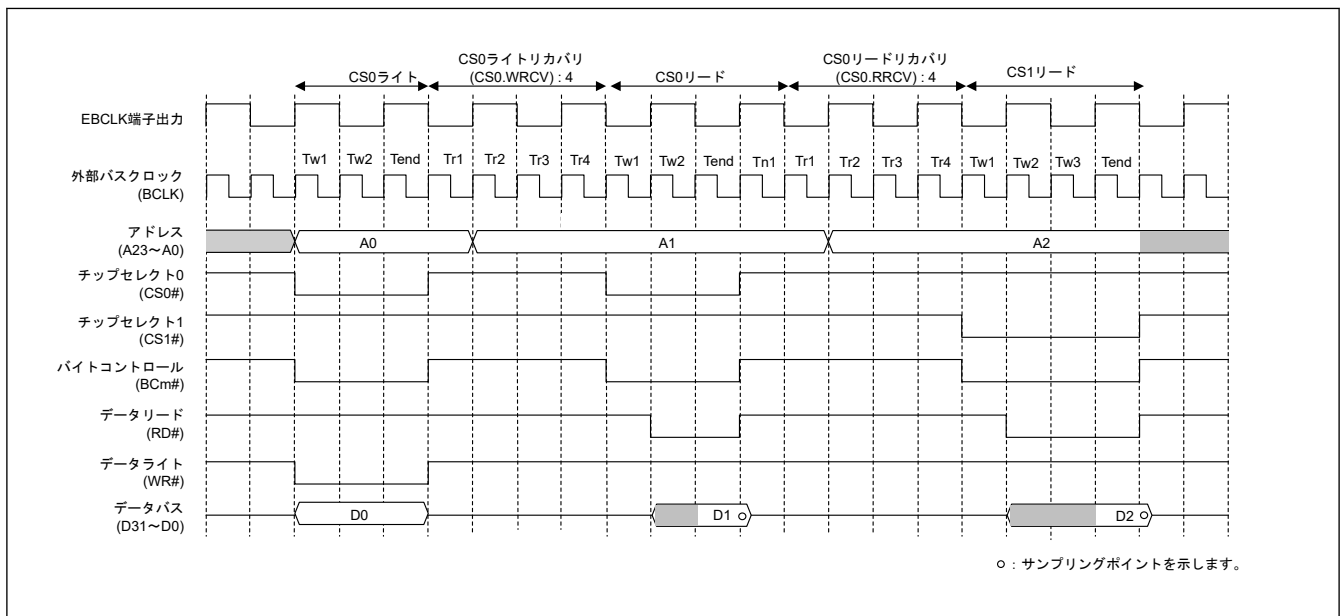 CS0ライト
CS0ライトリカバリ
(CS0.WRCV) : 4
CS0リード
CS0リードリカバリ
(CS0.RRCV) : 4
CS1リード
EBCLK端子出力
Tw1 Tw2 Tend Tr1 Tr2 Tr3 Tr4 Tw1 Tw2 Tend Tn1 Tr1 Tr2 Tr3 Tr4 Tw1 Tw2 Tw3 Tend
外部バスクロック
(BCLK)
アドレス
(A23～A0)
A0 A1 A2
チップセレクト0
(CS0#)
チップセレクト1
(CS1#)
バイトコントロール
(BCm#)
データリード
(RD#)
データライト
(WR#)
データバス
(D31～D0)
D0 D1 D2
○ : サンプリングポイントを示します。